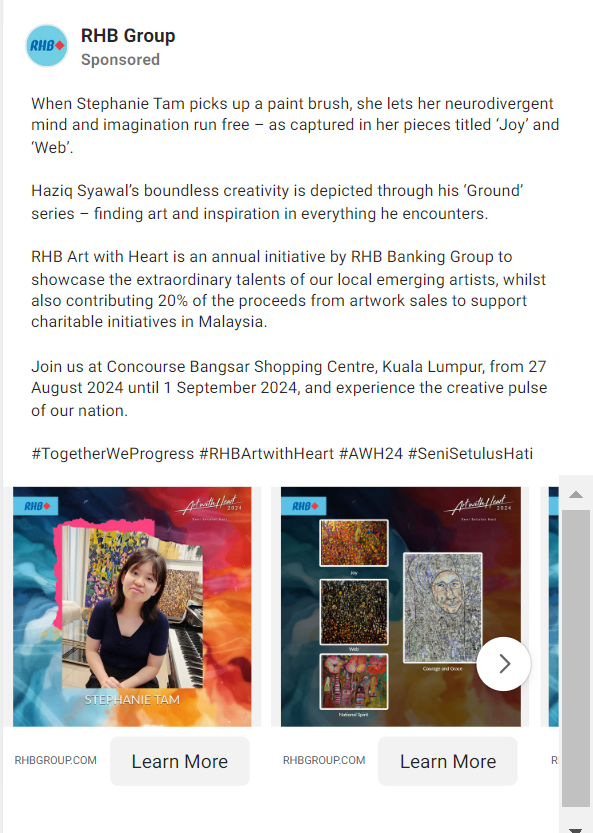 RHB Group
RHB
Sponsored
When Stephanie Tam picks up a paint brush, she lets her neurodivergent
mind and imagination run free – as captured in her pieces titled ‘Joy’ and
‘Web’.
Haziq Syawal’s boundless creativity is depicted through his ‘Ground’
series – finding art and inspiration in everything he encounters.
RHB Art with Heart is an annual initiative by RHB Banking Group to
showcase the extraordinary talents of our local emerging artists, whilst
also contributing 20% of the proceeds from artwork sales to support
charitable initiatives in Malaysia.
Join us at Concourse Bangsar Shopping Centre, Kuala Lumpur, from 27
August 2024 until 1 September 2024, and experience the creative pulse
of our nation.
#TogetherWeProgress #RHBArtwithHeart #AWH24 #SeniSetulusHati
RHB
Art with Heart
2024
Seni Setulus Hati
STEPHANIE TAM
RHB
Art with Heart
2024
Seni Setulus Hati
Joy
Web
Courage and Grace
National Spirit
RHBGROUP.COM
Learn More
RHBGROUP.COM
Learn More
R